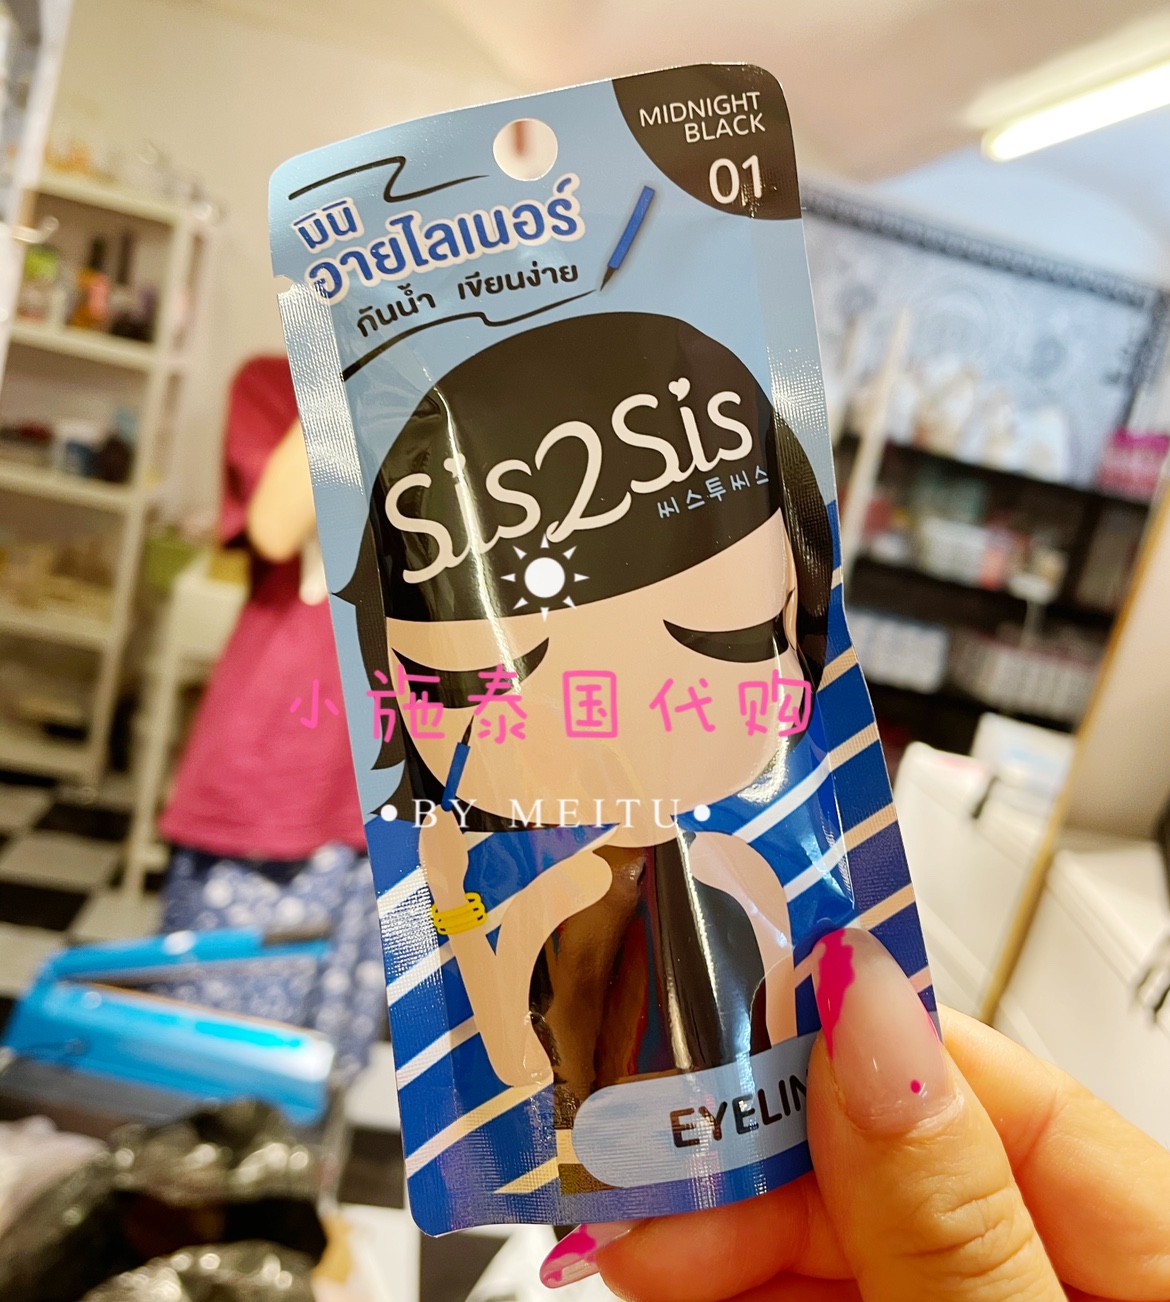 MIDNIGHT
BLACK
01
มินิ
อายไลเนอร์
กันน้ำ เขียนง่าย
sis2sis
씨스투씨스
小施泰国代购
•BY MEITU•
EYELIN